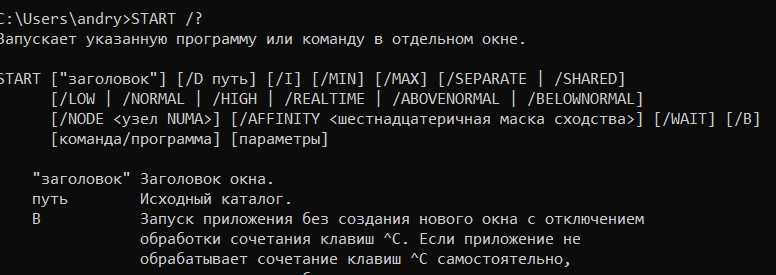 C:\Users\andry>START /?
Запускает указанную программу или команду в отдельном окне.
START ["заголовок"] [/D путь] [/I] [/MIN] [/MAX] [/SEPARATE | /SHARED]
[/LOW | /NORMAL | /HIGH | /REALTIME | /ABOVENORMAL | /BELOWNORMAL]
[/NODE <узел NUMA>] [/AFFINITY <шестнадцатеричная маска сходства>] [/WAIT] [/B]
[команда/программа] [параметры]
"заголовок" Заголовок окна.
путь Исходный каталог.
B Запуск приложения без создания нового окна с отключением
обработки сочетания клавиш ^C. Если приложение не
обрабатывает сочетание клавиш ^C самостоятельно,